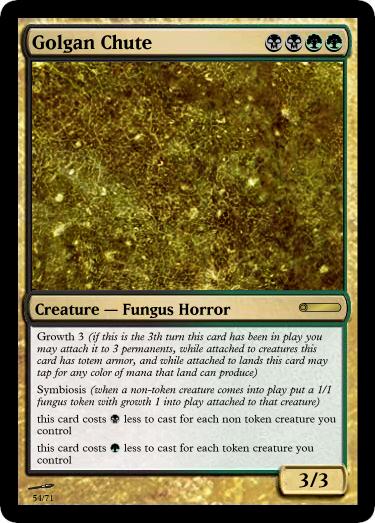 Golgan Chute
Creature — Fungus Horror
Growth 3 (if this is the 3th turn this card has been in play you
may attach it to 3 permanents, while attached to creatures this
card has totem armor, and while attached to lands this card may
tap for any color of mana that land can produce)
Symbiosis (when a non-token creature comes into play put a 1/1
fungus token with growth 1 into play attached to that creature)
this card costs less to cast for each non token creature you
control
this card costs less to cast for each token creature you
control
3/3
54/71